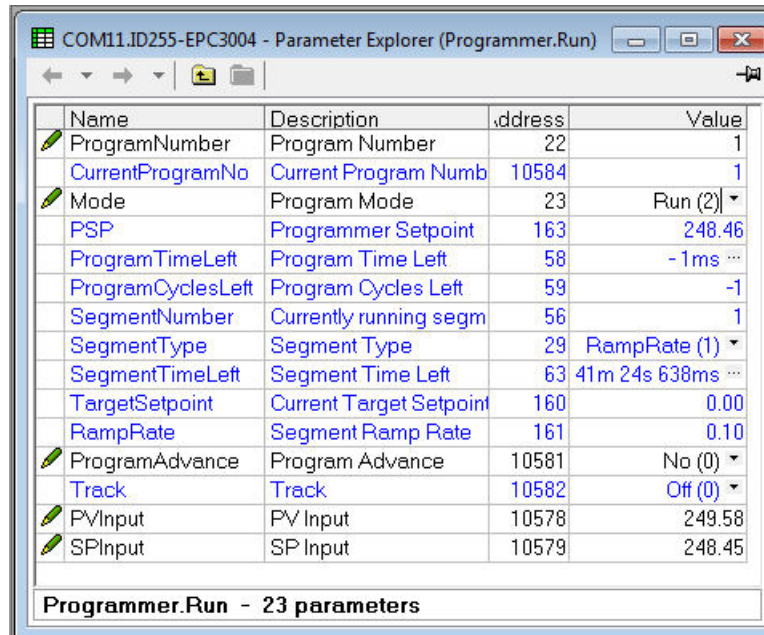 COM11.ID255-EPC3004 - Parameter Explorer (Programmer.Run)
Name Description ddress Value
ProgramNumber Program Number 22 1
CurrentProgramNo Current Program Numb 10584 1
Mode Program Mode 23 Run (2)
PSP Programmer Setpoint 163 248.46
ProgramTimeLeft Program Time Left 58 -1ms ...
ProgramCyclesLeft Program Cycles Left 59 -1
SegmentNumber Currently running segm 56 1
SegmentType Segment Type 29 RampRate (1)
SegmentTimeLeft Segment Time Left 63 41m 24s 638ms ...
TargetSetpoint Current Target Setpoint 160 0.00
RampRate Segment Ramp Rate 161 0.10
ProgramAdvance Program Advance 10581 No (0)
Track Track 10582 Off (0)
PVInput PV Input 10578 249.58
SPInput SP Input 10579 248.45
Programmer.Run - 23 parameters